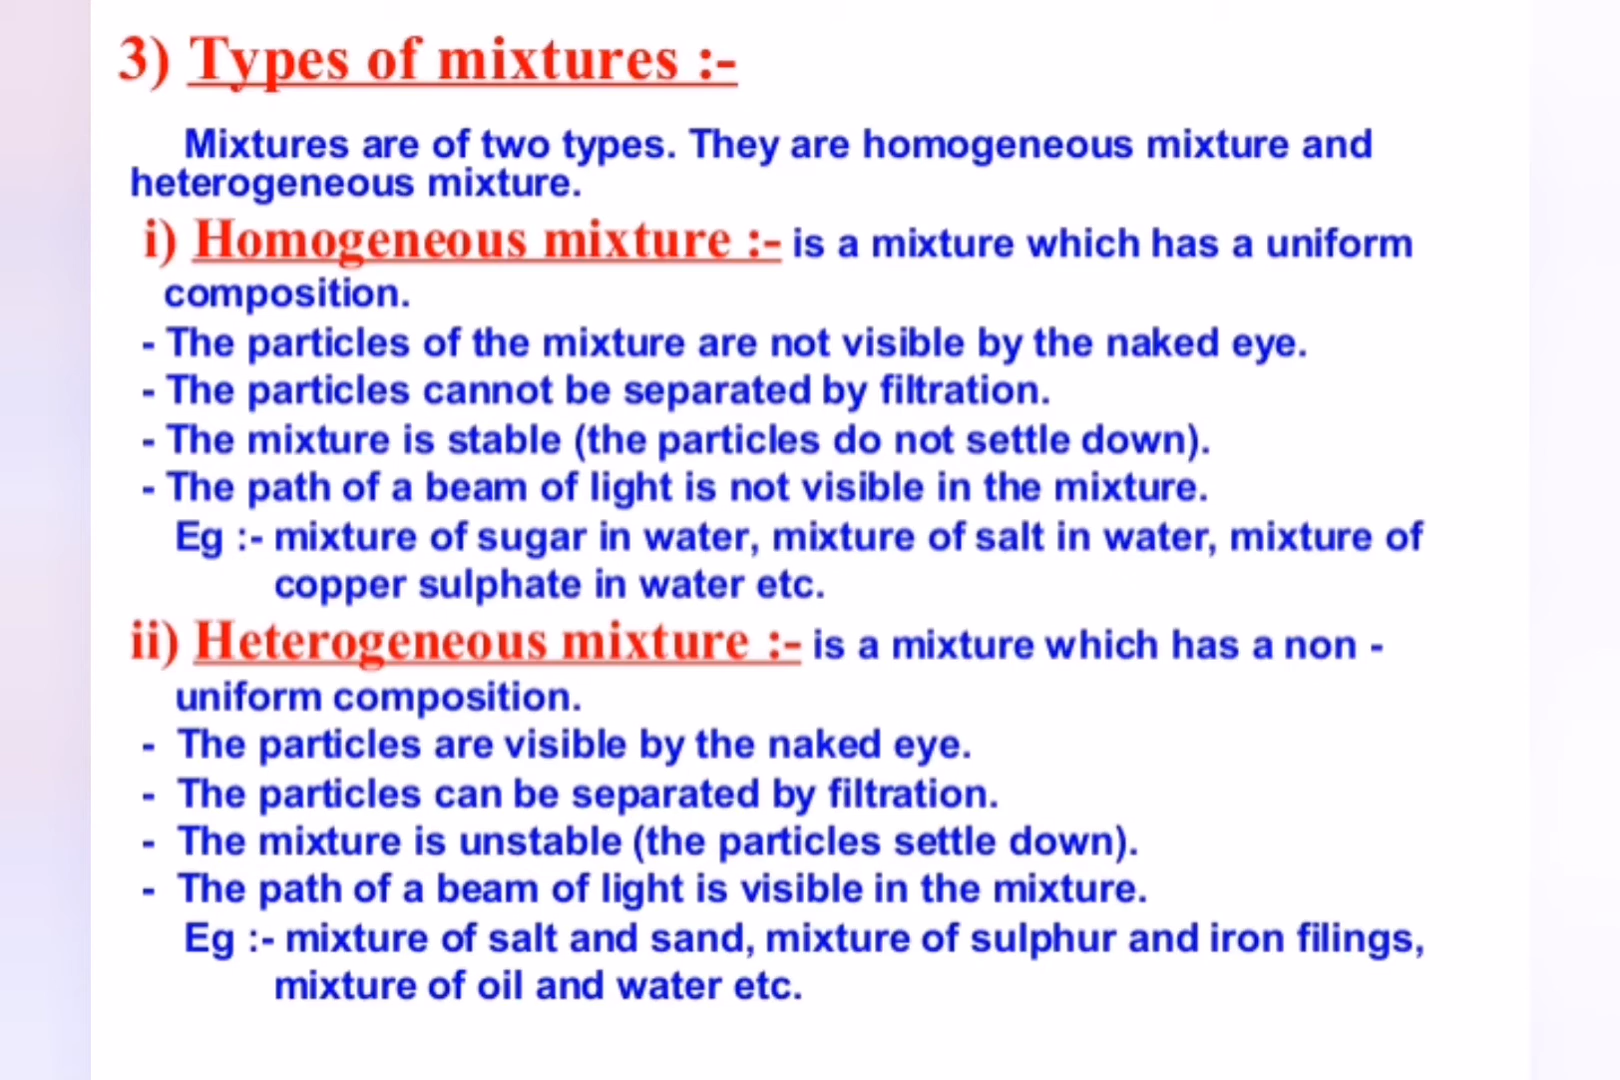 3) Types of mixtures :-
Mixtures are of two types. They are homogeneous mixture and
heterogeneous mixture.
i) Homogeneous mixture :- is a mixture which has a uniform
composition.
- The particles of the mixture are not visible by the naked eye.
- The particles cannot be separated by filtration.
- The mixture is stable (the particles do not settle down).
- The path of a beam of light is not visible in the mixture.
Eg :- mixture of sugar in water, mixture of salt in water, mixture of
copper sulphate in water etc.
ii) Heterogeneous mixture :- is a mixture which has a non -
uniform composition.
- The particles are visible by the naked eye.
- The particles can be separated by filtration.
- The mixture is unstable (the particles settle down).
- The path of a beam of light is visible in the mixture.
Eg :- mixture of salt and sand, mixture of sulphur and iron filings,
mixture of oil and water etc.